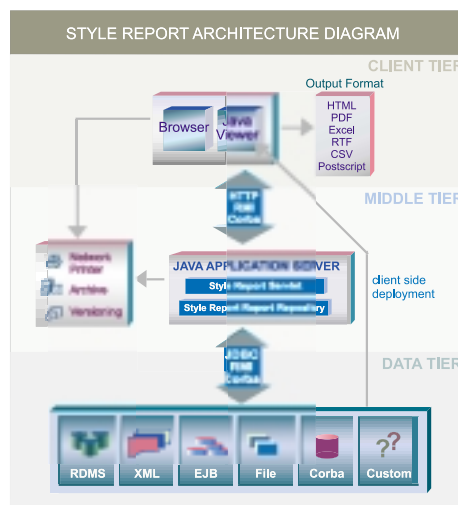 STYLE REPORT ARCHITECTURE DIAGRAM
CLIENT TIER
Output Format
HTML
PDF
Excel
RTF
CSV
Postscript
Browser
Java
Viewer
HTTP
RMI
Corba
MIDDLE TIER
Network
Printer
Archive
Versioning
JAVA APPLICATION SERVER
Style Report Servlet
Style Report Report Repository
client side
deployment
JDBC
RMI
Corba
DATA TIER
RDMS
XML
EJB
File
Corba
??
Custom